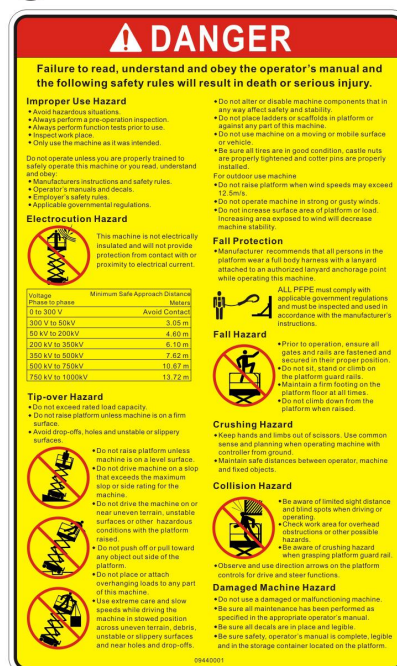 DANGER
Failure to read, understand and obey the operator's manual and
the following safety rules will result in death or serious injury.
Improper Use Hazard
• Avoid hazardous situations.
• Always perform a pre-operation inspection.
• Always perform function tests prior to use.
• Inspect work place.
• Only use the machine as it was intended.
Do not operate unless you are properly trained to
safely operate this machine or you read, understand
and obey:
• Manufacturers instructions and safety rules.
• Operator's manuals and decals.
• Employer's safety rules.
• Applicable governmental regulations.
Electrocution Hazard
This machine is not electrically
insulated and will not provide
protection from contact with or
proximity to electrical current.
Voltage Minimum Safe Approach Distance
Phase to phase Meters
0 to 300 V Avoid Contact
300 V to 50kV 3.05 m
50 kV to 200kV 4.60 m
200 kV to 350kV 6.10 m
350 kV to 500kV 7.62 m
500 kV to 750kV 10.67 m
750 kV to 1000kV 13.72 m
Tip-over Hazard
• Do not exceed rated load capacity.
• Do not raise platform unless machine is on a firm
surface.
• Avoid drop-offs, holes and unstable or slippery
surfaces.
• Do not raise platform unless
machine is on a level surface.
• Do not drive machine on a slop
that exceeds the maximum
slop or side rating for the
machine.
• Do not drive the machine on or
near uneven terrain, unstable
surfaces or other hazardous
conditions with the platform
raised.
• Do not push off or pull toward
any object out side of the
platform.
• Do not place or attach
overhanging loads to any part
of this machine.
• Use extreme care and slow
speeds while driving the
machine in stowed position
across uneven terrain, debris,
unstable or slippery surfaces
and near holes and drop-offs.
• Do not alter or disable machine components that in
any way affect safety and stability.
• Do not place ladders or scaffolds in platform or
against any part of this machine.
• Do not use machine on a moving or mobile surface
or vehicle.
• Be sure all tires are in good condition, castle nuts
are properly tightened and cotter pins are properly
installed.
For outdoor use machine
• Do not raise platform when wind speeds may exceed
12.5m/s.
• Do not operate machine in strong or gusty winds.
• Do not increase surface area of platform or load.
Increasing area exposed to wind will decrease
machine stability.
Fall Protection
• Manufacturer recommends that all persons in the
platform wear a full body harness with a lanyard
attached to an authorized lanyard anchorage point
while operating this machine.
ALL PFPE must comply with
applicable government regulations
and must be inspected and used in
accordance with the manufacturer's
instructions.
Fall Hazard
• Prior to operation, ensure all
gates and rails are fastened and
secured in their proper position.
• Do not sit, stand or climb on
the platform guard rails.
• Maintain a firm footing on the
platform floor at all times.
• Do not climb down from the
platform when raised.
Crushing Hazard
• Keep hands and limbs out of scissors. Use common
sense and planning when operating machine with
controller from ground.
• Maintain safe distances between operator, machine
and fixed objects.
Collision Hazard
• Be aware of limited sight distance
and blind spots when driving or
operating.
• Check work area for overhead
obstructions or other possible
hazards.
• Be aware of crushing hazard
when grasping platform guard rail.
• Observe and use direction arrows on the platform
controls for drive and steer functions.
Damaged Machine Hazard
• Do not use a damaged or malfunctioning machine.
• Be sure all maintenance has been performed as
specified in the appropriate operator's manual.
• Be sure all decals are in place and legible.
• Be sure safety, operator's manual is complete, legible
and in the storage container located on the platform.
09440001